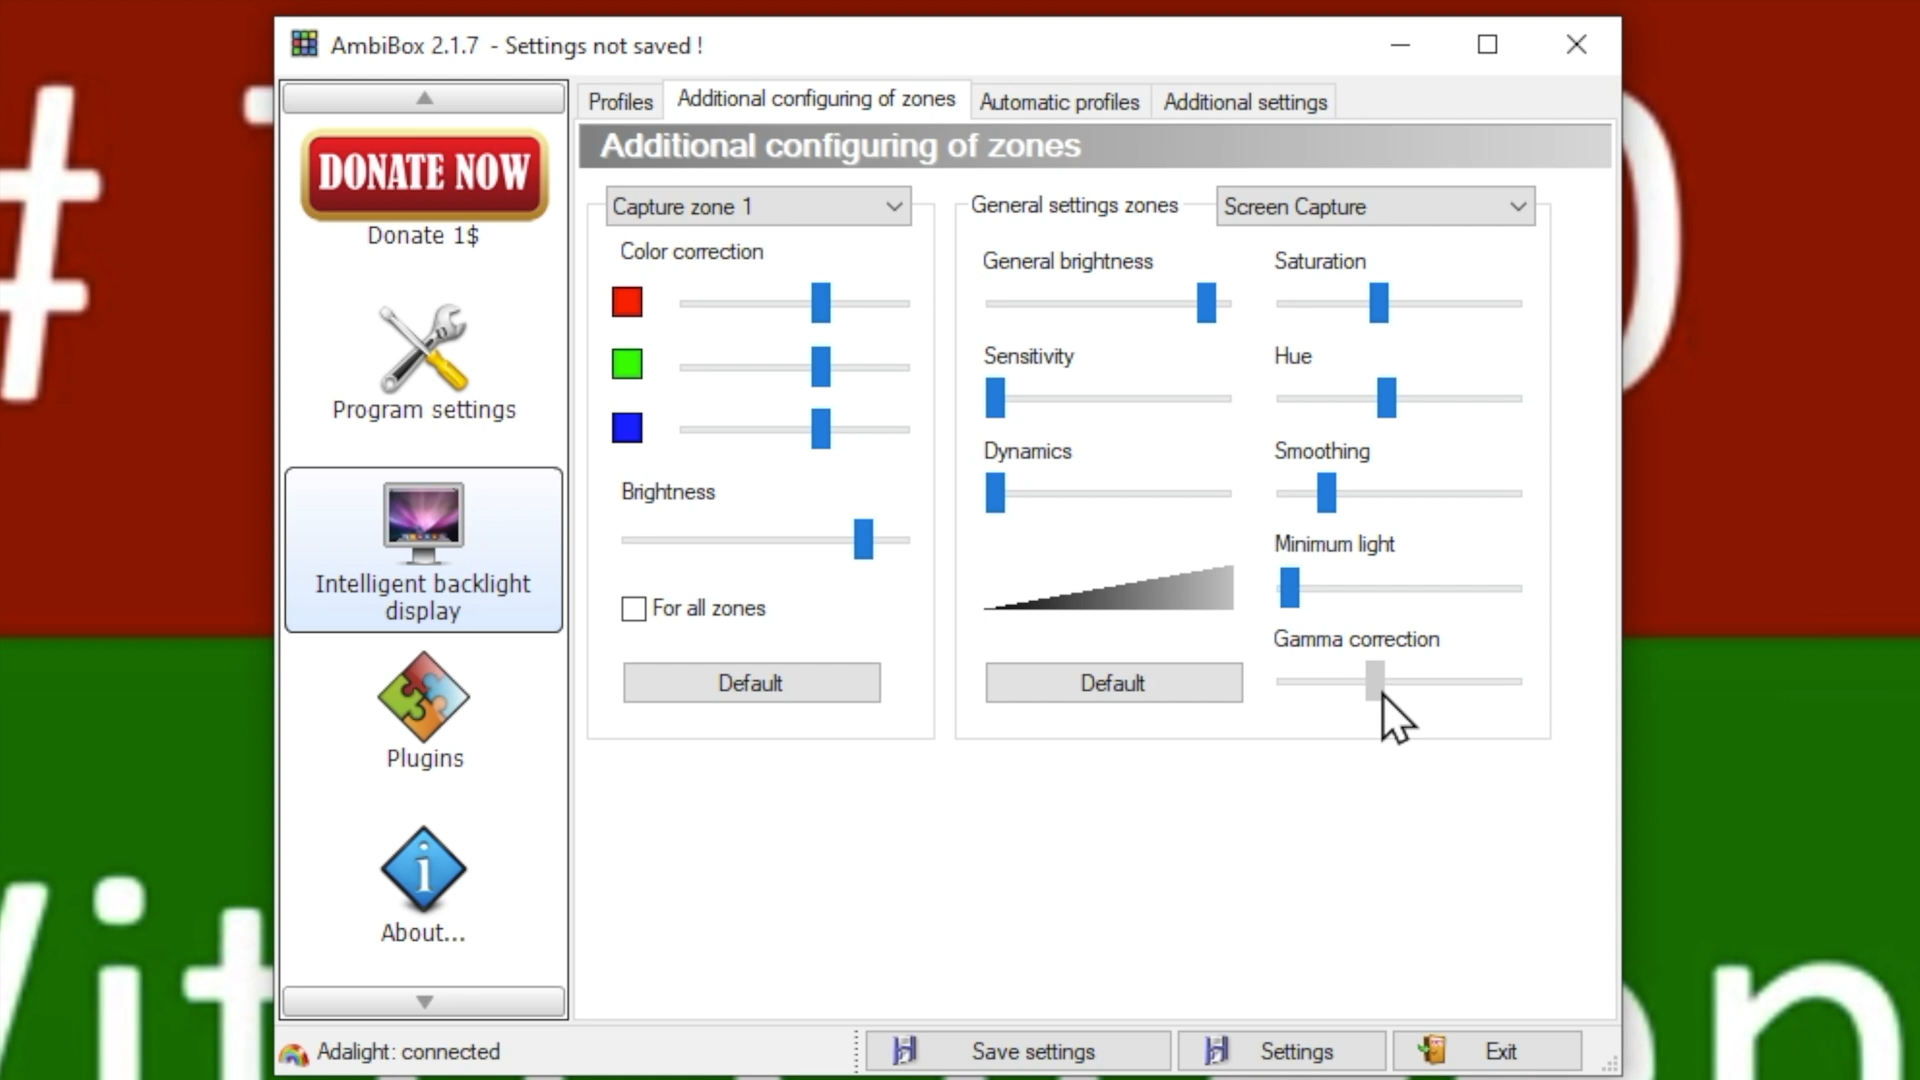 AmbiBox 2.1.7 - Settings not saved !
Profiles
Additional configuring of zones
Automatic profiles
Additional settings
DONATE NOW
Donate 1$
Program settings
Intelligent backlight
display
Plugins
About...
Additional configuring of zones
Capture zone 1
Color correction
Brightness
For all zones
Default
General settings zones
Screen Capture
General brightness
Saturation
Sensitivity
Hue
Dynamics
Smoothing
Minimum light
Gamma correction
Default
Adalight: connected
Save settings
Settings
Exit